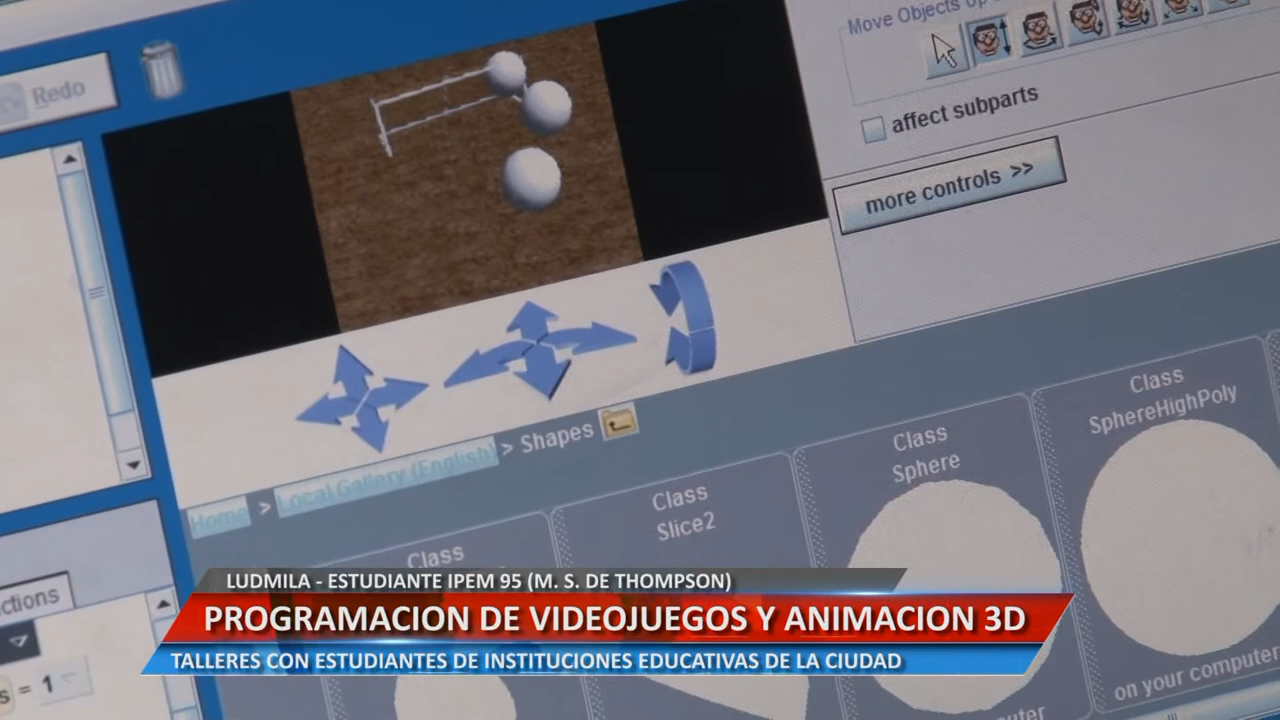 Move Objects Up
Redo
affect subparts
more controls >>
Home > Local Gallery (English) > Shapes
Class
SphereHighPoly
Class
Sphere
Class
Slice2
Class
on your computer
= 1
LUDMILA - ESTUDIANTE IPEM 95 (M. S. DE THOMPSON)
PROGRAMACION DE VIDEOJUEGOS Y ANIMACION 3D
TALLERES CON ESTUDIANTES DE INSTITUCIONES EDUCATIVAS DE LA CIUDAD